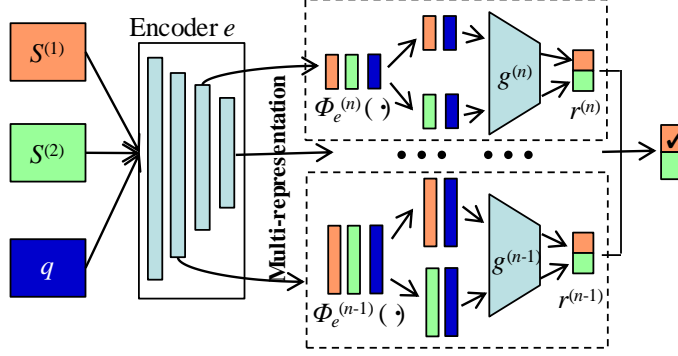 Encoder e
S⁽¹⁾
S⁽²⁾
q
Multi-representation
Φₑ⁽ⁿ⁾(·)
g⁽ⁿ⁾
r⁽ⁿ⁾
• • • • • •
✓
Φₑ⁽ⁿ⁻¹⁾(·)
g⁽ⁿ⁻¹⁾
r⁽ⁿ⁻¹⁾